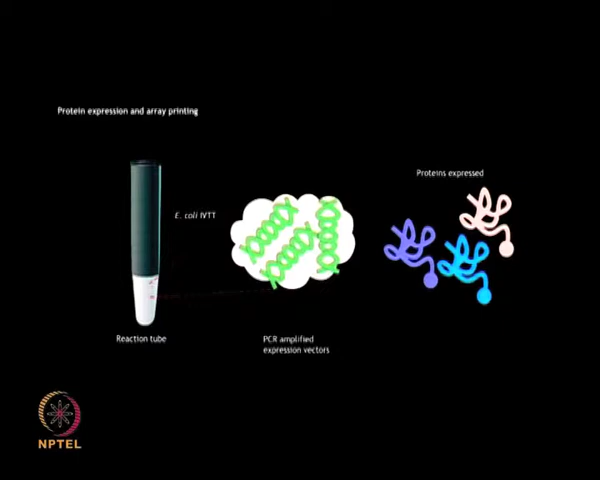 Protein expression and array printing
Proteins expressed
E. coli IVTT
Reaction tube
PCR amplified
expression vectors
NPTEL